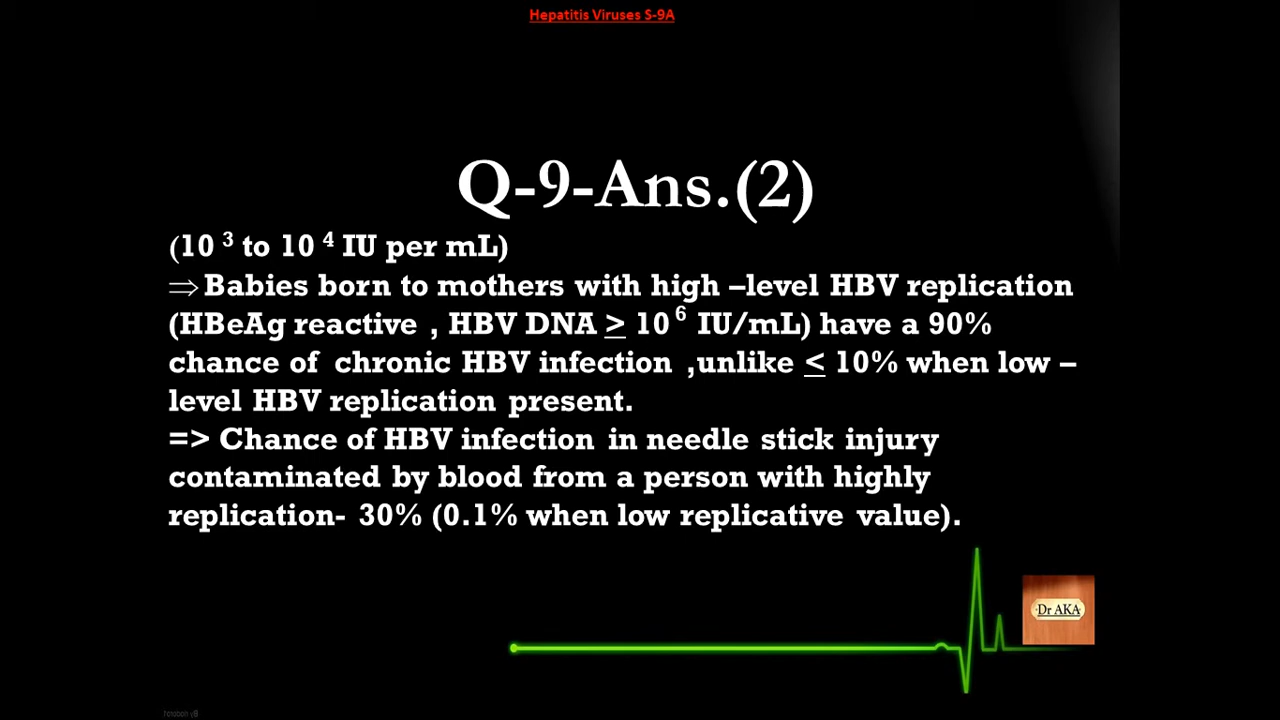 Hepatitis Viruses S-9A
Q-9-Ans.(2)
(10 ³ to 10 ⁴ IU per mL)
⇒ Babies born to mothers with high –level HBV replication
(HBeAg reactive , HBV DNA ≥ 10 ⁶ IU/mL) have a 90%
chance of chronic HBV infection ,unlike ≤ 10% when low –
level HBV replication present.
=> Chance of HBV infection in needle stick injury
contaminated by blood from a person with highly
replication- 30% (0.1% when low replicative value).
Dr AKA